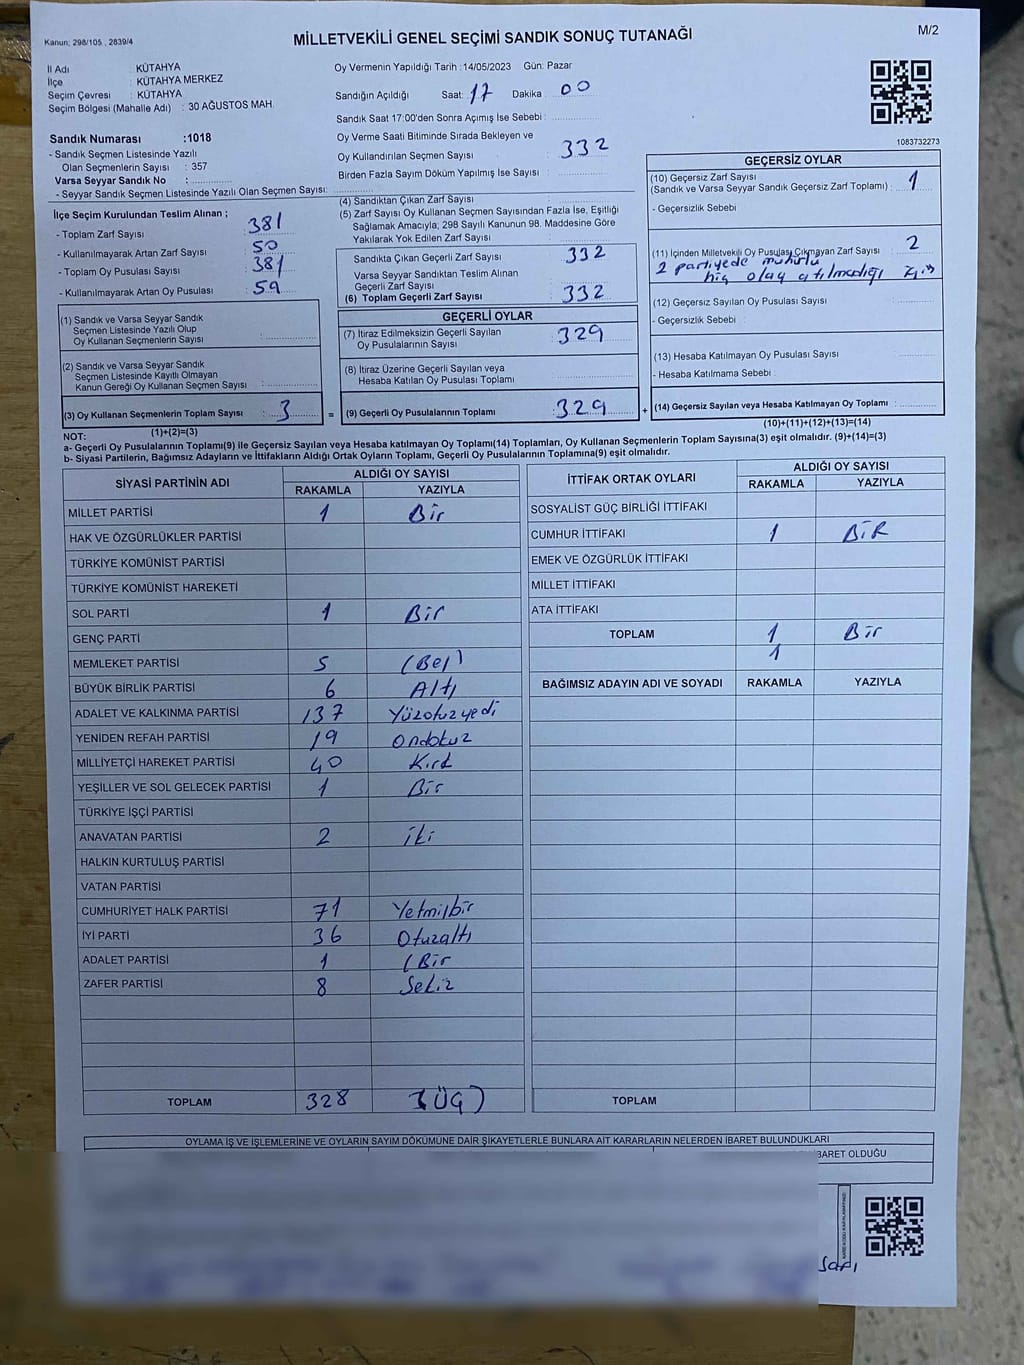 Kanun; 298/105 , 2839/4
MİLLETVEKİLİ GENEL SEÇİMİ SANDIK SONUÇ TUTANAĞI
M/2
İl Adı : KÜTAHYA
İlçe : KÜTAHYA MERKEZ
Seçim Çevresi : KÜTAHYA
Seçim Bölgesi (Mahalle Adı) : 30 AĞUSTOS MAH.
Sandık Numarası :1018
- Sandık Seçmen Listesinde Yazılı
Olan Seçmenlerin Sayısı : 357
Varsa Seyyar Sandık No :
- Seyyar Sandık Seçmen Listesinde Yazılı Olan Seçmen Sayısı:
Oy Vermenin Yapıldığı Tarih :14/05/2023 Gün: Pazar
Sandığın Açıldığı Saat: 17 Dakika 00
Sandık Saat 17:00'den Sonra Açımış İse Sebebi :
Oy Verme Saati Bitiminde Sırada Bekleyen ve
Oy Kullandırılan Seçmen Sayısı : 332
Birden Fazla Sayım Döküm Yapılmış İse Sayısı :
1083732273
İlçe Seçim Kurulundan Teslim Alınan ;
- Toplam Zarf Sayısı : 381
- Kullanılmayarak Artan Zarf Sayısı : 50
- Toplam Oy Pusulası Sayısı : 381
- Kullanılmayarak Artan Oy Pusulası : 59
(4) Sandıktan Çıkan Zarf Sayısı :
(5) Zarf Sayısı Oy Kullanan Seçmen Sayısından Fazla İse, Eşitliği
Sağlamak Amacıyla; 298 Sayılı Kanunun 98. Maddesine Göre
Yakılarak Yok Edilen Zarf Sayısı :
Sandıkta Çıkan Geçerli Zarf Sayısı : 332
Varsa Seyyar Sandıktan Teslim Alınan
Geçerli Zarf Sayısı :
(6) Toplam Geçerli Zarf Sayısı : 332
GEÇERSİZ OYLAR
(10) Geçersiz Zarf Sayısı
(Sandık ve Varsa Seyyar Sandık Geçersiz Zarf Toplamı) : 1
- Geçersizlik Sebebi
(11) İçinden Milletvekili Oy Pusulası Çıkmayan Zarf Sayısı : 2
2 partiyede mühürlü
hiç olay atılmadığı için
(12) Geçersiz Sayılan Oy Pusulası Sayısı :
- Geçersizlik Sebebi :
(13) Hesaba Katılmayan Oy Pusulası Sayısı :
- Hesaba Katılmama Sebebi :
(14) Geçersiz Sayılan veya Hesaba Katılmayan Oy Toplamı :
(10)+(11)+(12)+(13)=(14)
(1) Sandık ve Varsa Seyyar Sandık
Seçmen Listesinde Yazılı Olup
Oy Kullanan Seçmenlerin Sayısı :
(2) Sandık ve Varsa Seyyar Sandık
Seçmen Listesinde Kayıtlı Olmayan
Kanun Gereği Oy Kullanan Seçmen Sayısı :
(3) Oy Kullanan Seçmenlerin Toplam Sayısı : 3 =
(1)+(2)=(3)
GEÇERLİ OYLAR
(7) İtiraz Edilmeksizin Geçerli Sayılan
Oy Pusulalarının Sayısı : 329
(8) İtiraz Üzerine Geçerli Sayılan veya
Hesaba Katılan Oy Pusulası Toplamı :
(9) Geçerli Oy Pusulalarının Toplamı : 329 +
NOT:
a- Geçerli Oy Pusulalarının Toplamı(9) ile Geçersiz Sayılan veya Hesaba katılmayan Oy Toplamı(14) Toplamları, Oy Kullanan Seçmenlerin Toplam Sayısına(3) eşit olmalıdır. (9)+(14)=(3)
b- Siyasi Partilerin, Bağımsız Adayların ve İttifakların Aldığı Ortak Oyların Toplamı, Geçerli Oy Pusulalarının Toplamına(9) eşit olmalıdır.
SİYASİ PARTİNİN ADI ALDIĞI OY SAYISI
RAKAMLA YAZIYLA
MİLLET PARTİSİ 1 Bir
HAK VE ÖZGÜRLÜKLER PARTİSİ
TÜRKİYE KOMÜNİST PARTİSİ
TÜRKİYE KOMÜNİST HAREKETİ
SOL PARTİ 1 Bir
GENÇ PARTİ
MEMLEKET PARTİSİ 5 (Beş)
BÜYÜK BİRLİK PARTİSİ 6 Altı
ADALET VE KALKINMA PARTİSİ 137 Yüzotuzyedi
YENİDEN REFAH PARTİSİ 19 Ondokuz
MİLLİYETÇİ HAREKET PARTİSİ 40 Kırk
YEŞİLLER VE SOL GELECEK PARTİSİ 1 Bir
TÜRKİYE İŞÇİ PARTİSİ
ANAVATAN PARTİSİ 2 İki
HALKIN KURTULUŞ PARTİSİ
VATAN PARTİSİ
CUMHURİYET HALK PARTİSİ 71 Yetmişbir
İYİ PARTİ 36 Otuzaltı
ADALET PARTİSİ 1 (Bir
ZAFER PARTİSİ 8 Sekiz
TOPLAM 328 ÜÇ)
İTTİFAK ORTAK OYLARI ALDIĞI OY SAYISI
RAKAMLA YAZIYLA
SOSYALİST GÜÇ BİRLİĞİ İTTİFAKI
CUMHUR İTTİFAKI 1 BİR
EMEK VE ÖZGÜRLÜK İTTİFAKI
MİLLET İTTİFAKI
ATA İTTİFAKI
TOPLAM 1 Bir
1
BAĞIMSIZ ADAYIN ADI VE SOYADI RAKAMLA YAZIYLA
TOPLAM
OYLAMA İŞ VE İŞLEMLERİNE VE OYLARIN SAYIM DÖKÜMÜNE DAİR ŞİKAYETLERLE BUNLARA AİT KARARLARIN NELERDEN İBARET BULUNDUKLARI
İBARET OLDUĞU